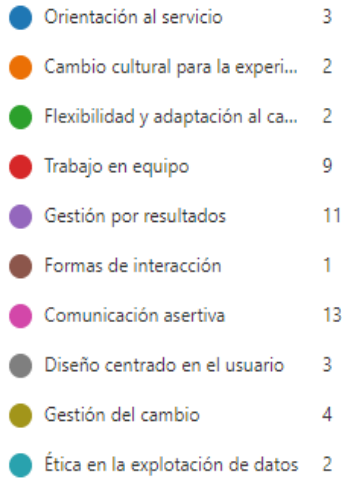 Orientación al servicio 3
Cambio cultural para la experi... 2
Flexibilidad y adaptación al ca... 2
Trabajo en equipo 9
Gestión por resultados 11
Formas de interacción 1
Comunicación asertiva 13
Diseño centrado en el usuario 3
Gestión del cambio 4
Ética en la explotación de datos 2